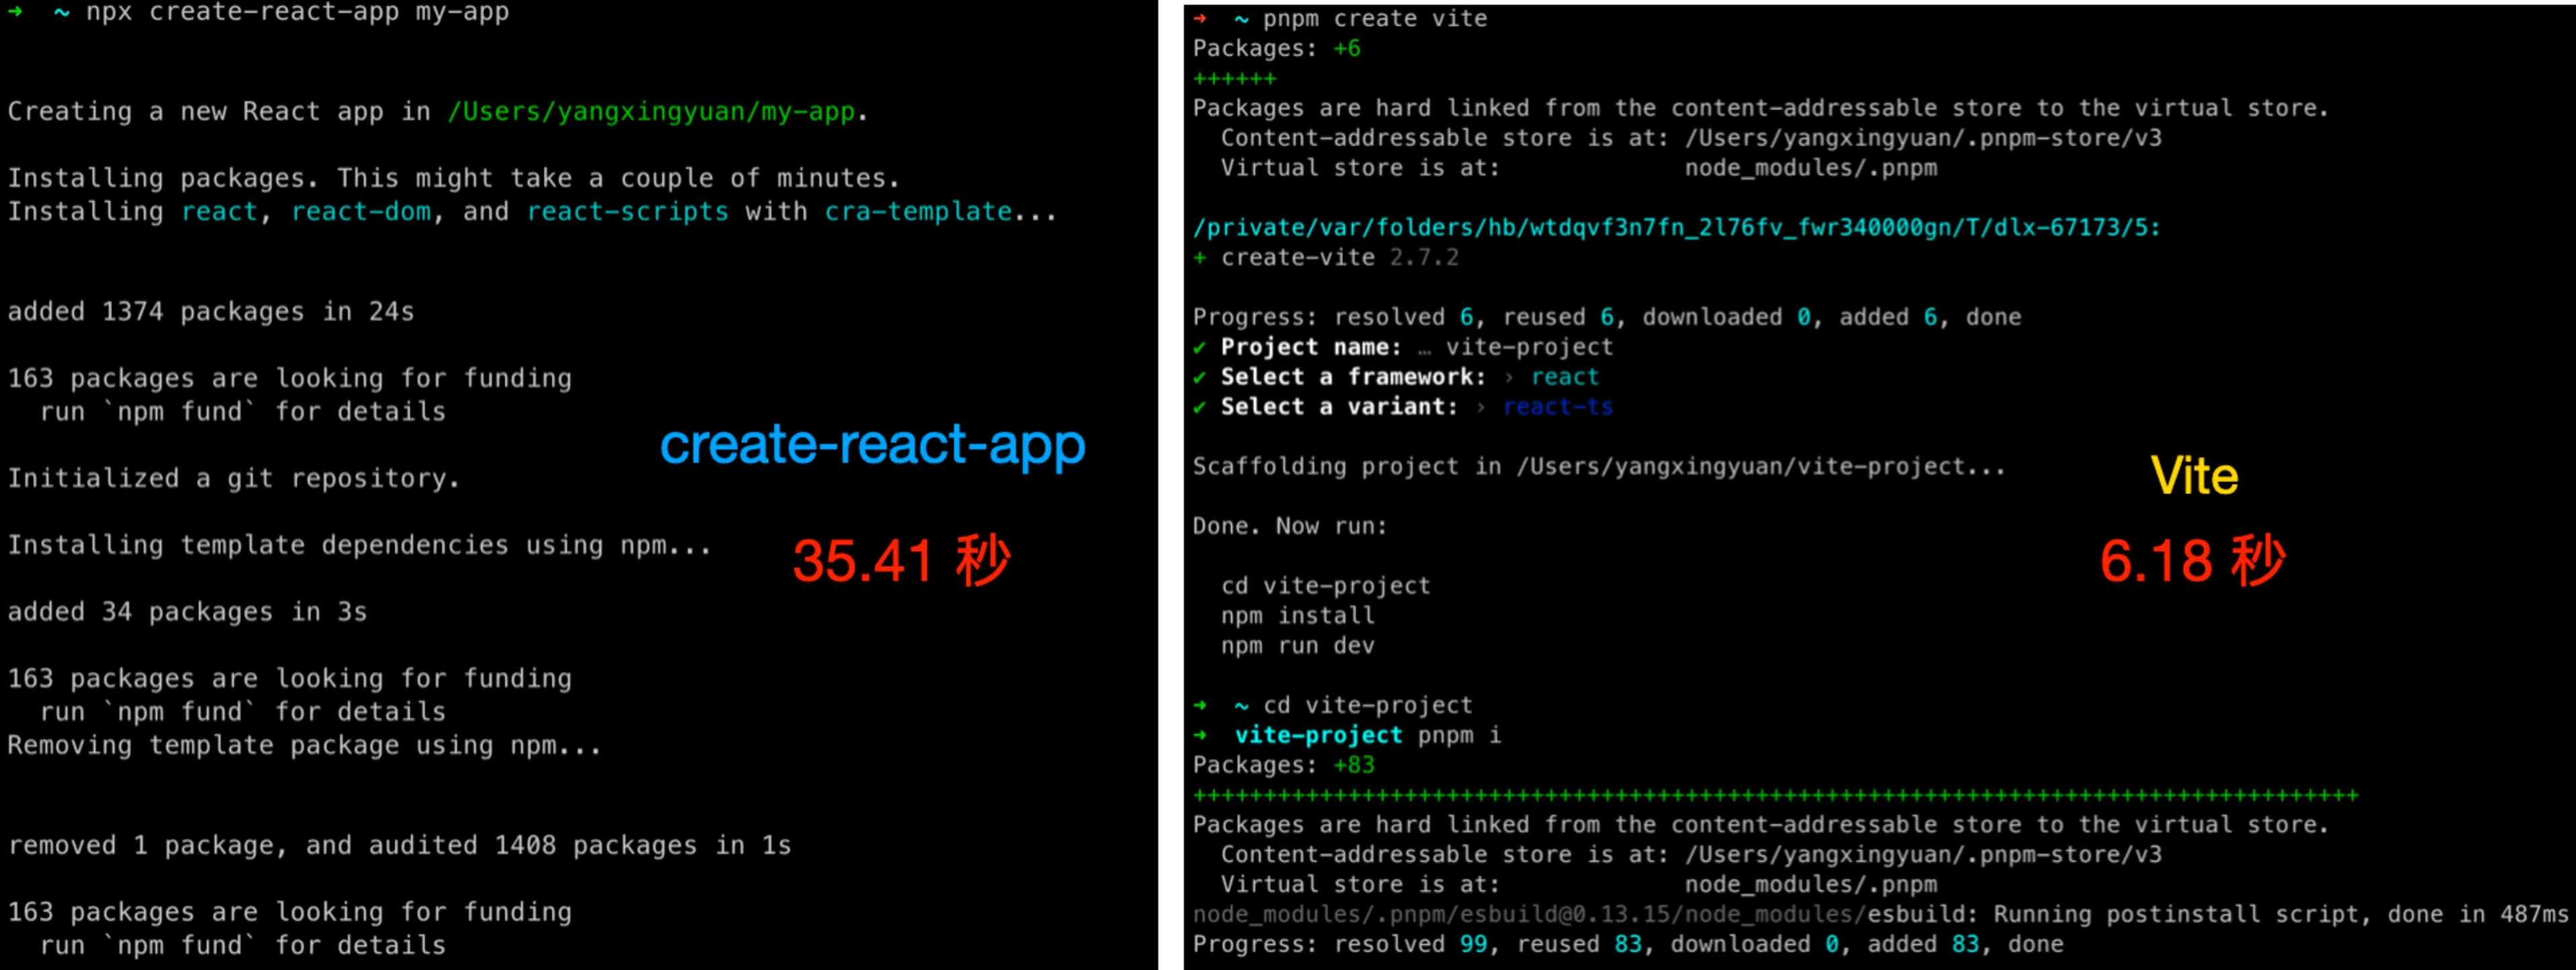 ➜  ~ npx create-react-app my-app
Creating a new React app in /Users/yangxingyuan/my-app.
Installing packages. This might take a couple of minutes.
Installing react, react-dom, and react-scripts with cra-template...
added 1374 packages in 24s
163 packages are looking for funding
  run `npm fund` for details
Initialized a git repository.
Installing template dependencies using npm...
added 34 packages in 3s
163 packages are looking for funding
  run `npm fund` for details
Removing template package using npm...
removed 1 package, and audited 1408 packages in 1s
163 packages are looking for funding
  run `npm fund` for details
create-react-app
35.41 秒
➜  ~ pnpm create vite
Packages: +6
++++++
Packages are hard linked from the content-addressable store to the virtual store.
  Content-addressable store is at: /Users/yangxingyuan/.pnpm-store/v3
  Virtual store is at:             node_modules/.pnpm
/private/var/folders/hb/wtdqvf3n7fn_2l76fv_fwr340000gn/T/dlx-67173/5:
+ create-vite 2.7.2
Progress: resolved 6, reused 6, downloaded 0, added 6, done
✔ Project name: … vite-project
✔ Select a framework: › react
✔ Select a variant: › react-ts
Scaffolding project in /Users/yangxingyuan/vite-project...
Done. Now run:
  cd vite-project
  npm install
  npm run dev
➜  ~ cd vite-project
➜  vite-project pnpm i
Packages: +83
+++++++++++++++++++++++++++++++++++++++++++++++++++++++++++++++++++++++++++++++++++
Packages are hard linked from the content-addressable store to the virtual store.
  Content-addressable store is at: /Users/yangxingyuan/.pnpm-store/v3
  Virtual store is at:             node_modules/.pnpm
node_modules/.pnpm/esbuild@0.13.15/node_modules/esbuild: Running postinstall script, done in 487ms
Progress: resolved 99, reused 83, downloaded 0, added 83, done
Vite
6.18 秒